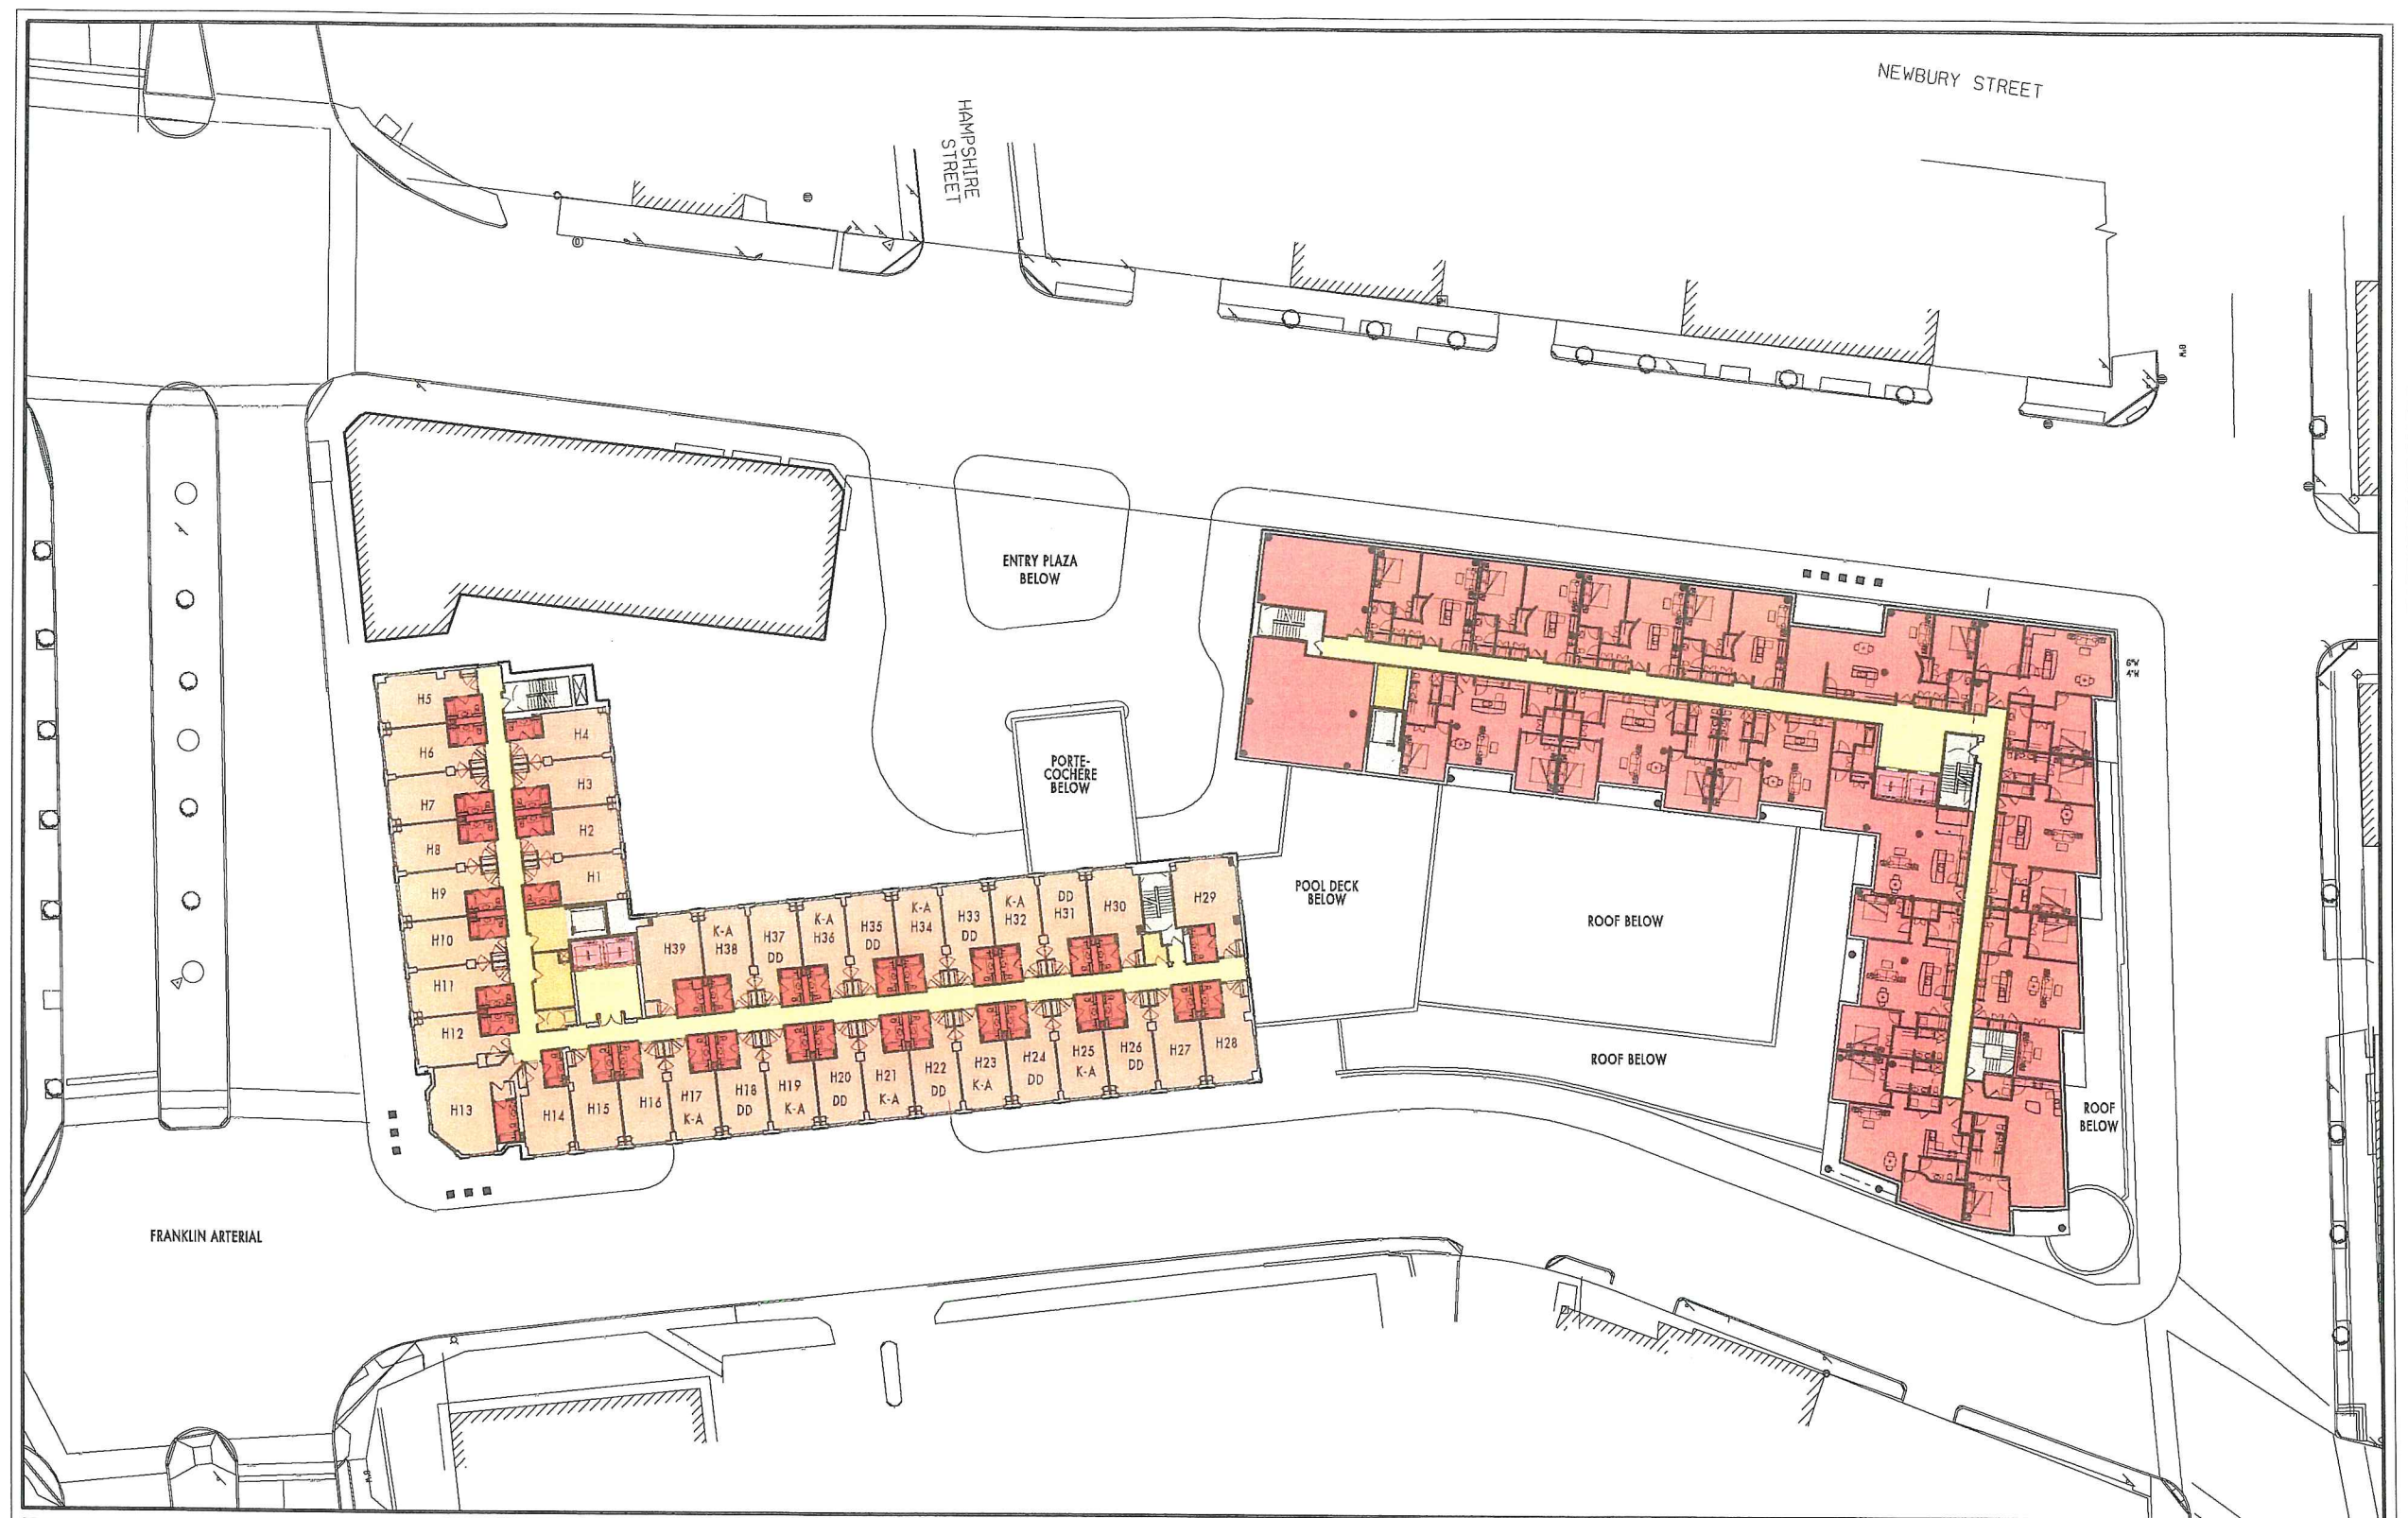 NEWBURY STREET
HAMPSHIRE
STREET
ENTRY PLAZA
BELOW
6"W
4"W
H5
H4
H6
H3
H7
H2
H8
H1
H9
H10
H11
H12
H13
PORTE-
COCHERE
BELOW
POOL DECK
BELOW
ROOF BELOW
ROOF BELOW
ROOF
BELOW
H39
K-A
H38
H37
DD
K-A
H36
H35
DD
K-A
H34
H33
DD
K-A
H32
DD
H31
H30
H29
H14
H15
H16
H17
K-A
H18
DD
H19
K-A
H20
DD
H21
K-A
H22
DD
H23
K-A
H24
DD
H25
K-A
H26
DD
H27
H28
FRANKLIN ARTERIAL